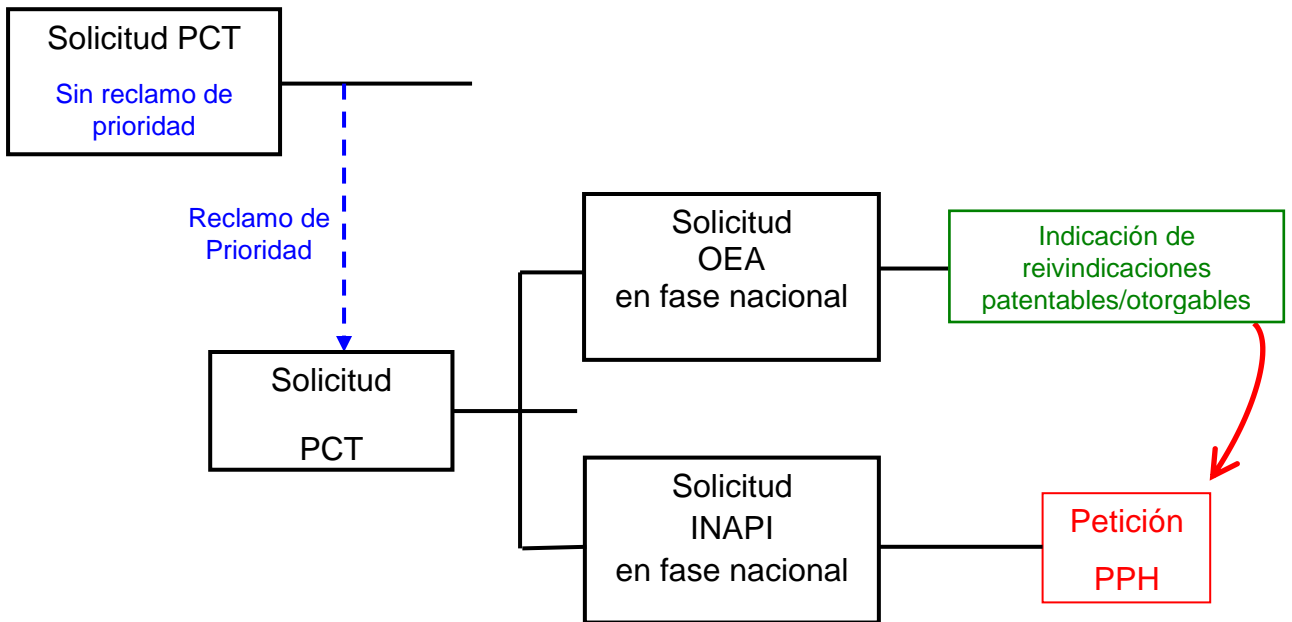 Solicitud PCT
Sin reclamo de
prioridad
Reclamo de
Prioridad
Solicitud
PCT
Solicitud
OEA
en fase nacional
Indicación de
reivindicaciones
patentables/otorgables
Solicitud
INAPI
en fase nacional
Petición
PPH